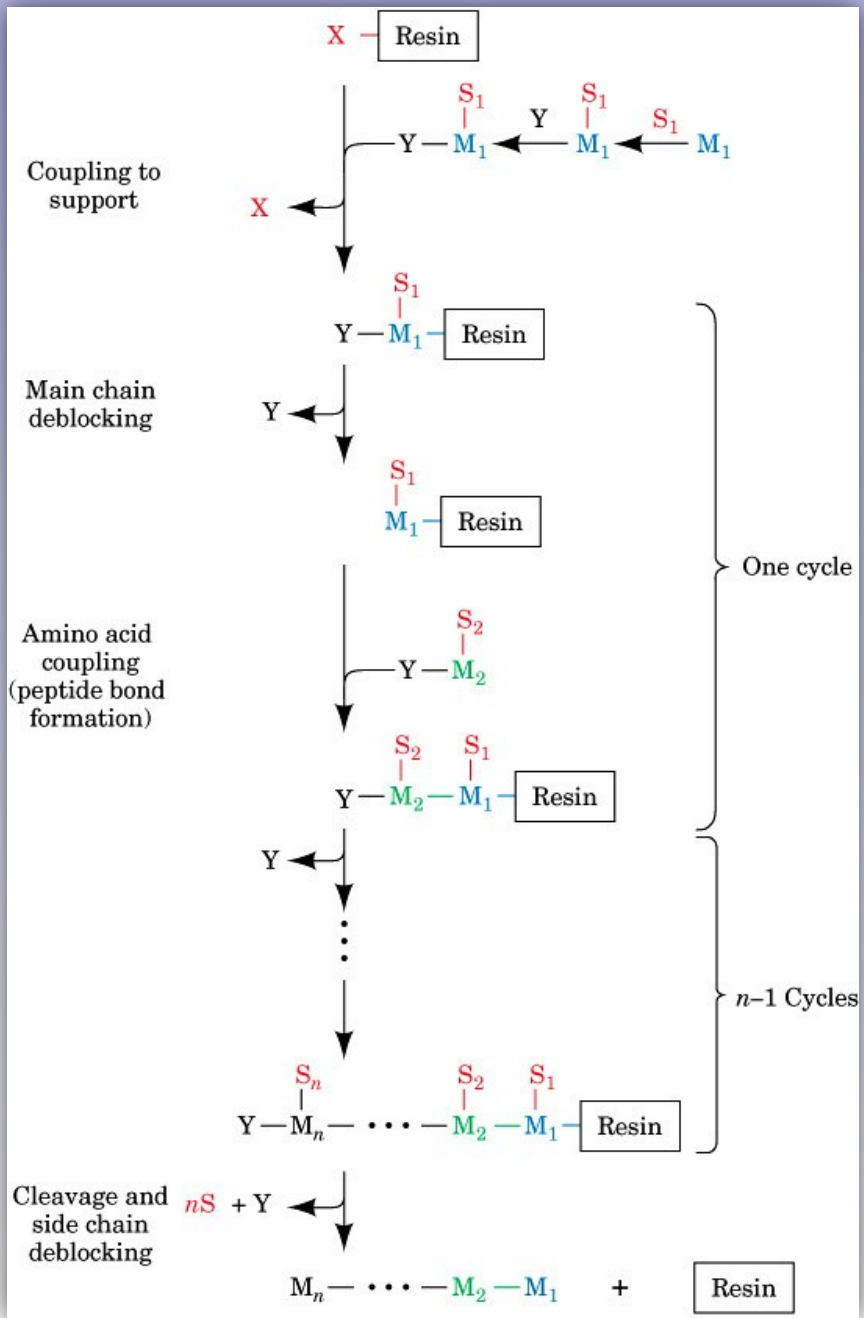 X — Resin
S₁ S₁
Y — M₁ Y M₁ S₁ M₁
Coupling to
support
X
S₁
Y — M₁ — Resin
Main chain
deblocking
Y
S₁
M₁ — Resin
One cycle
Amino acid
coupling
(peptide bond
formation)
S₂
Y — M₂
S₂ S₁
Y — M₂ — M₁ — Resin
Y
n–1 Cycles
Sₙ S₂ S₁
Y — Mₙ — ••• — M₂ — M₁ — Resin
Cleavage and
side chain
deblocking
nS + Y
Mₙ — ••• — M₂ — M₁ + Resin